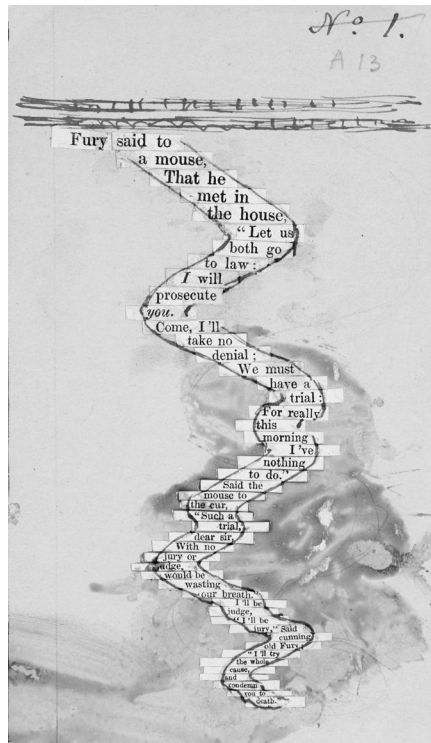 No. 1.
A 13
Fury said to
a mouse,
That he
met in
the house,
"Let us
both go
to law:
I will
prosecute
you.
Come, I'll
take no
denial;
We must
have a
trial:
For really
this
morning
I've
nothing
to do."
Said the
mouse to
the cur,
"Such a
trial,
dear sir,
With no
jury or
judge,
would be
wasting
our breath."
"I'll be
judge,
"I'll be
jury," Said
cunning
old Fury;
"I'll try
the whole
cause,
and
condemn
you to
death."